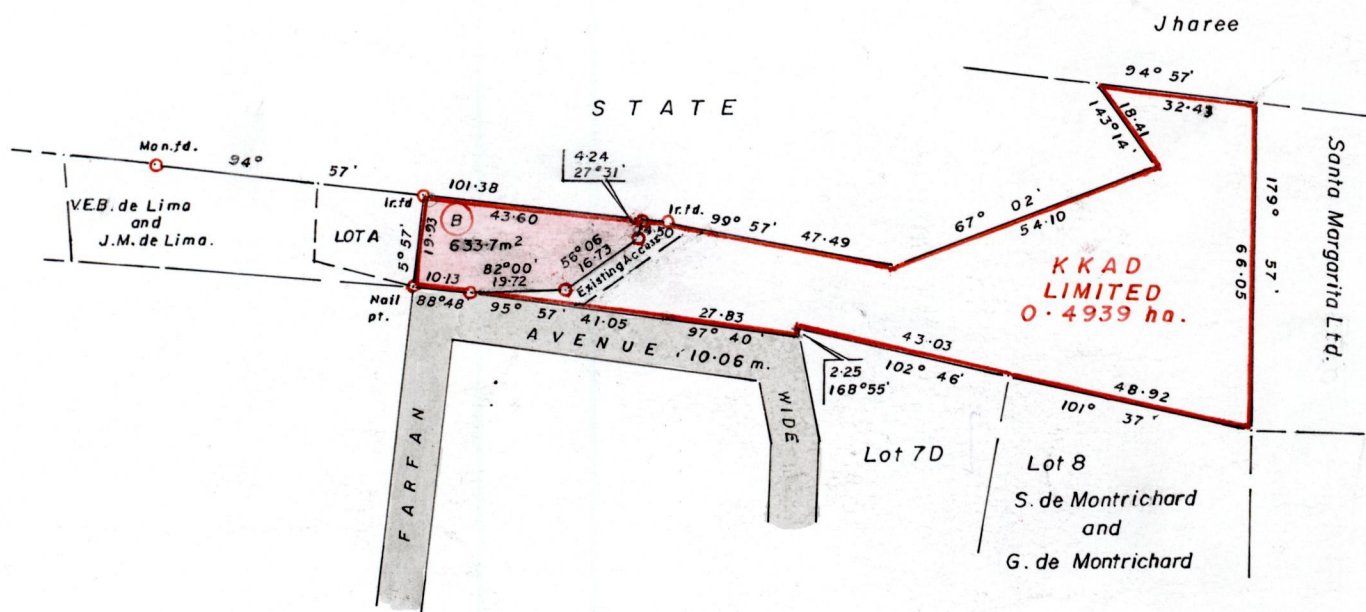 Jharee
94° 57'
32.43
STATE
18.41
143° 14'
Mon.fd.
94°
57'
4.24
27°31'
101.38
Ir.fd
43.60
Ir.fd.
99° 57'
47.49
67° 02'
54.10
Santa Margarita Ltd.
179° 57'
66.05
V.E.B. de Lima
and
J.M. de Lima.
LOT A
5° 57'
19.93
B
633.7m²
56°06
16.73
Existing Access
82°00'
19.72
10.13
KKAD
LIMITED
0.4939 ha.
Nail
pt.
88°48
95° 57'
41.05
27.83
97° 40'
AVENUE 10.06 m.
WIDE
2.25
168°55'
43.03
102° 46'
48.92
101° 37'
FARFAN
Lot 7D
Lot 8
S. de Montrichard
and
G. de Montrichard